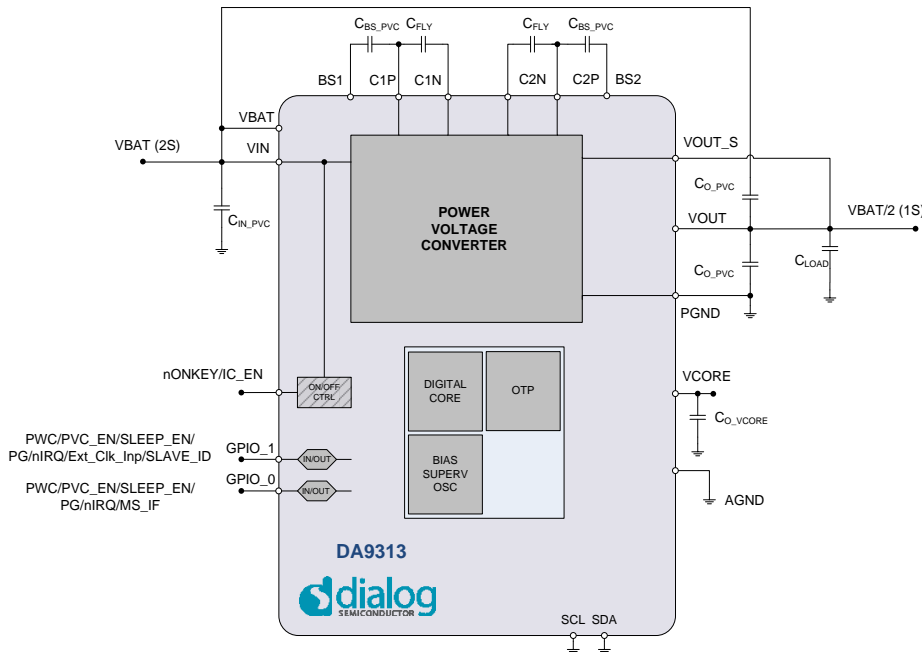 CBS_PVC CFLY CFLY CBS_PVC
BS1 C1P C1N C2N C2P BS2
VBAT
VBAT (2S)
VIN
VOUT_S
CIN_PVC
CO_PVC
POWER
VOLTAGE
CONVERTER
VOUT
VBAT/2 (1S)
CO_PVC
CLOAD
PGND
nONKEY/IC_EN
ON/OFF
CTRL
DIGITAL
CORE
OTP
VCORE
CO_VCORE
PWC/PVC_EN/SLEEP_EN/
PG/nIRQ/Ext_Clk_Inp/SLAVE_ID
GPIO_1
IN/OUT
BIAS
SUPERV
OSC
PWC/PVC_EN/SLEEP_EN/
PG/nIRQ/MS_IF
GPIO_0
IN/OUT
AGND
DA9313
dialog
SEMICONDUCTOR
SCL SDA